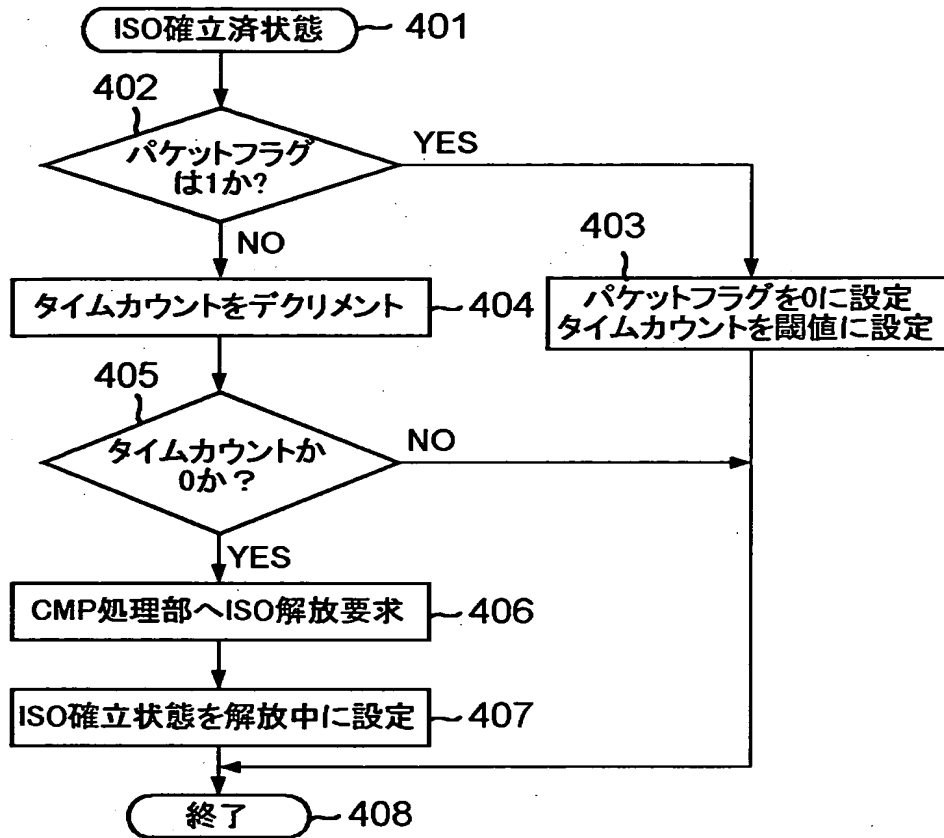 ISO確立済状態
401
402
パケットフラグ
は1か?
YES
NO
403
パケットフラグを0に設定
タイムカウントを閾値に設定
タイムカウントをデクリメント
404
405
タイムカウントか
0か？
NO
YES
CMP処理部へISO解放要求
406
ISO確立状態を解放中に設定
407
終了
408